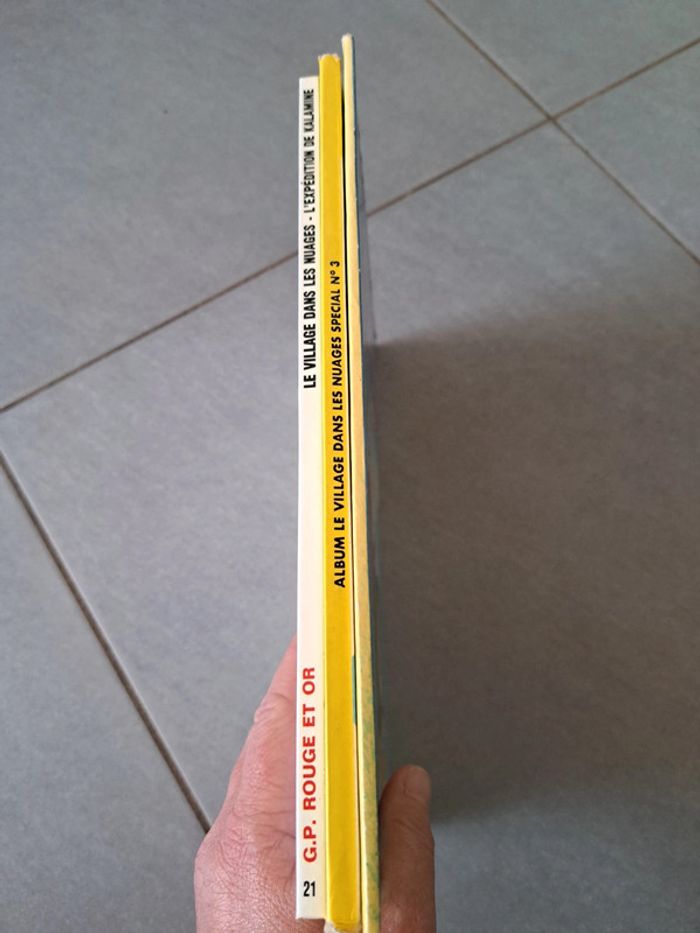 21 G.P. ROUGE ET OR LE VILLAGE DANS LES NUAGES - L'EXPÉDITION DE KALAMINE
ALBUM LE VILLAGE DANS LES NUAGES SPECIAL N° 3